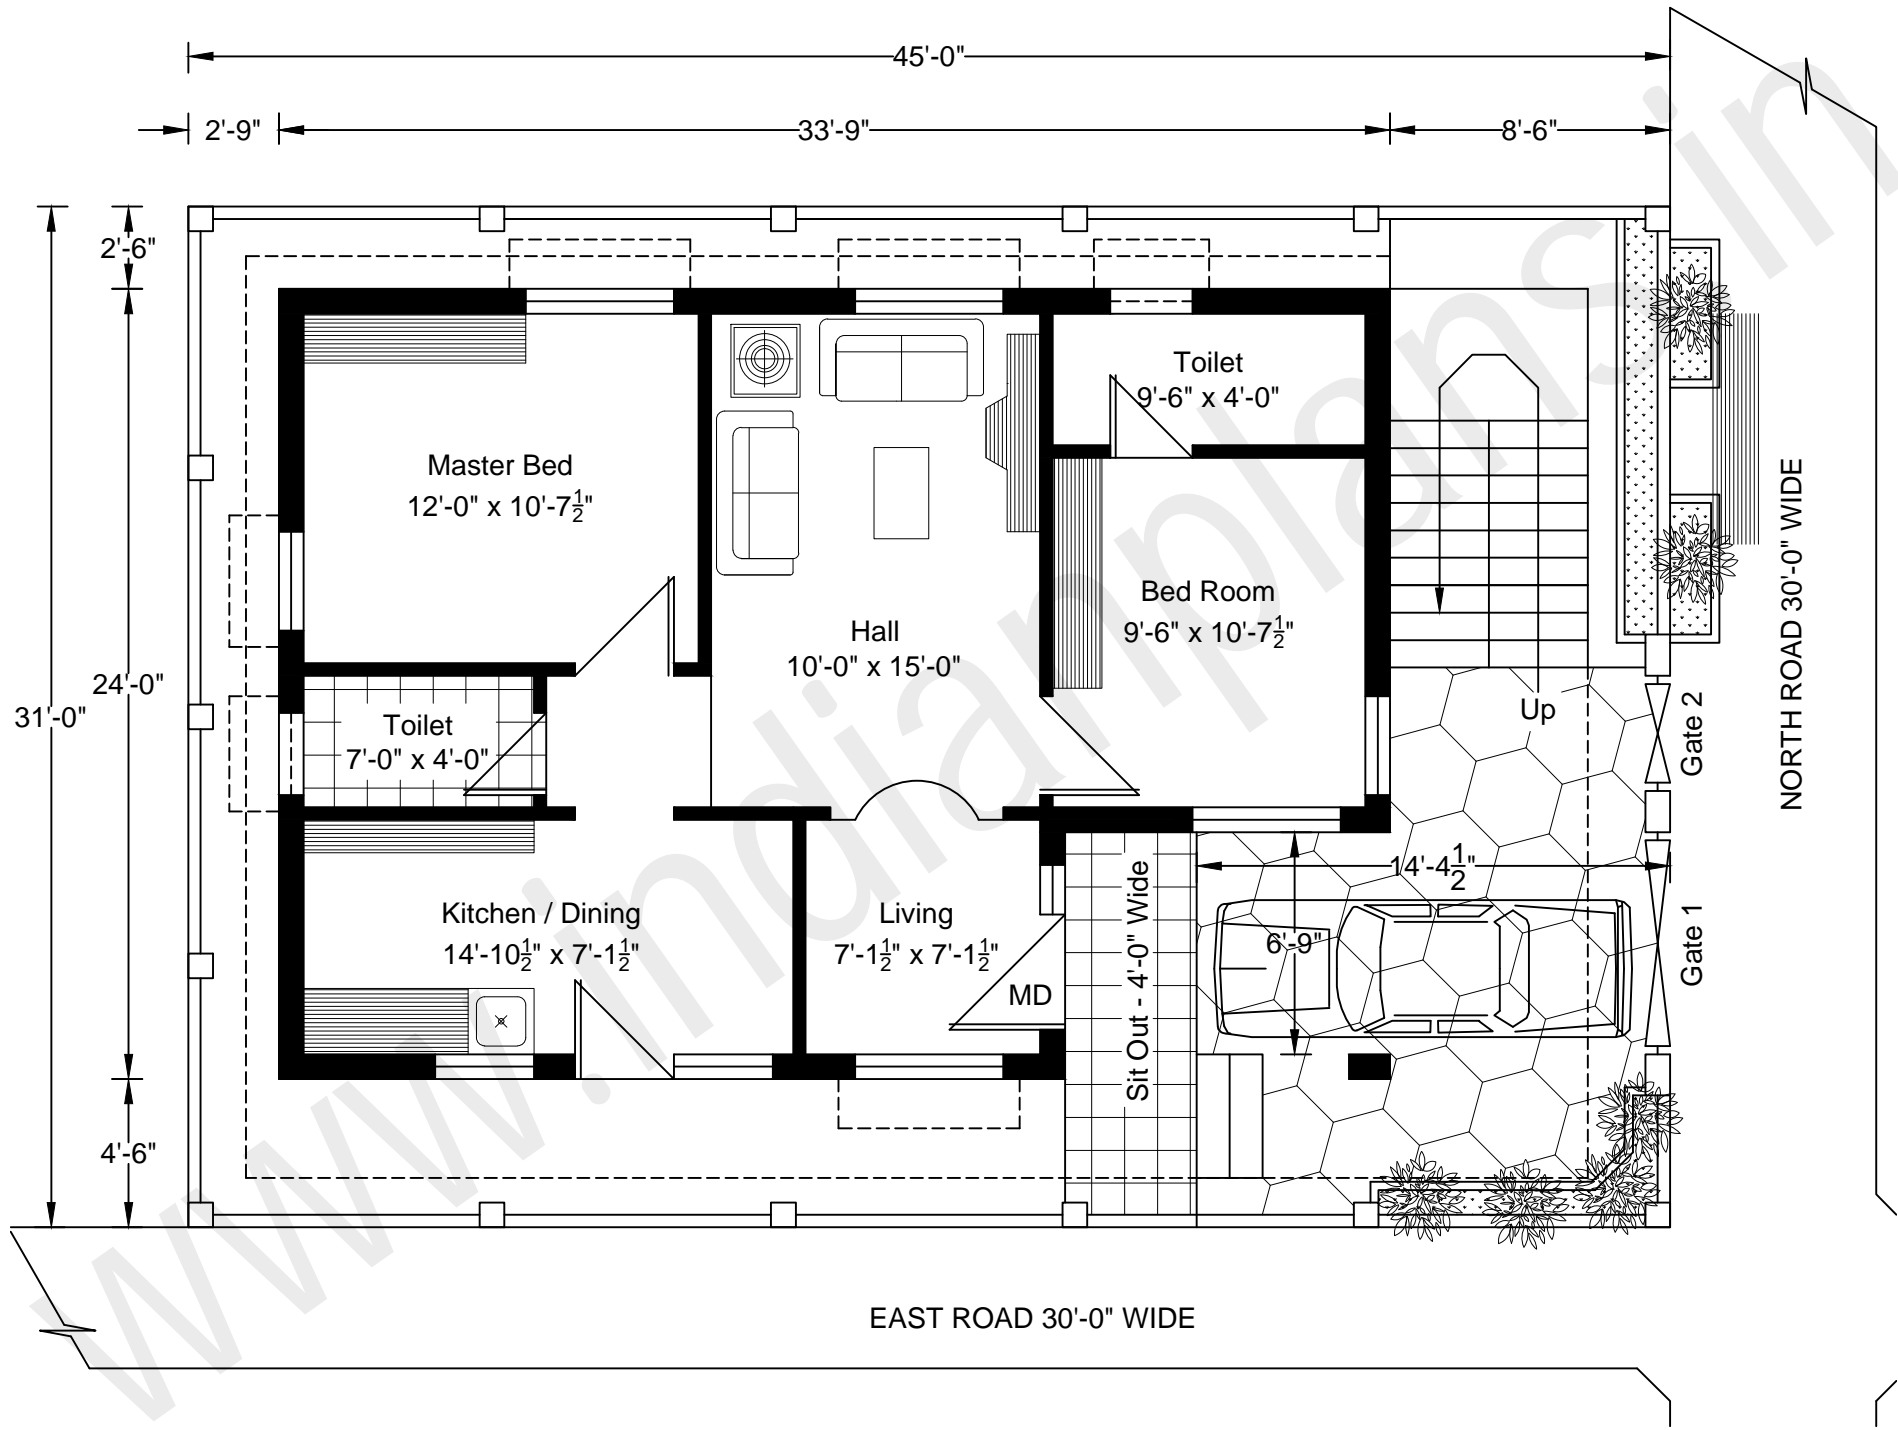 45'-0"
2'-9"
33'-9"
8'-6"
2'-6"
24'-0"
31'-0"
4'-6"
Toilet
9'-6" x 4'-0"
Master Bed
12'-0" x 10'-7½"
Bed Room
9'-6" x 10'-7½"
Hall
10'-0" x 15'-0"
Toilet
7'-0" x 4'-0"
Up
Gate 2
NORTH ROAD 30'-0" WIDE
14'-4½"
Kitchen / Dining
14'-10½" x 7'-1½"
Living
7'-1½" x 7'-1½"
MD
Sit Out - 4'-0" Wide
6'-9"
Gate 1
EAST ROAD 30'-0" WIDE
www.indianplans.in